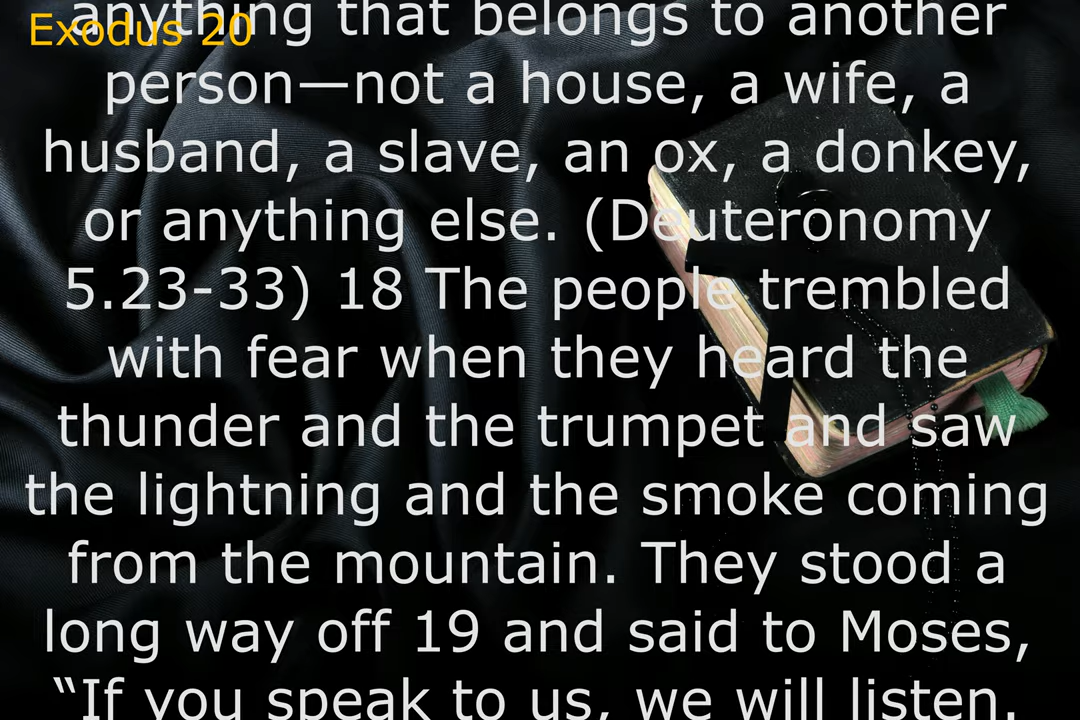 anything that belongs to another
Exodus 20
person—not a house, a wife, a
husband, a slave, an ox, a donkey,
or anything else. (Deuteronomy
5.23-33) 18 The people trembled
with fear when they heard the
thunder and the trumpet and saw
the lightning and the smoke coming
from the mountain. They stood a
long way off 19 and said to Moses,
“If you speak to us, we will listen.